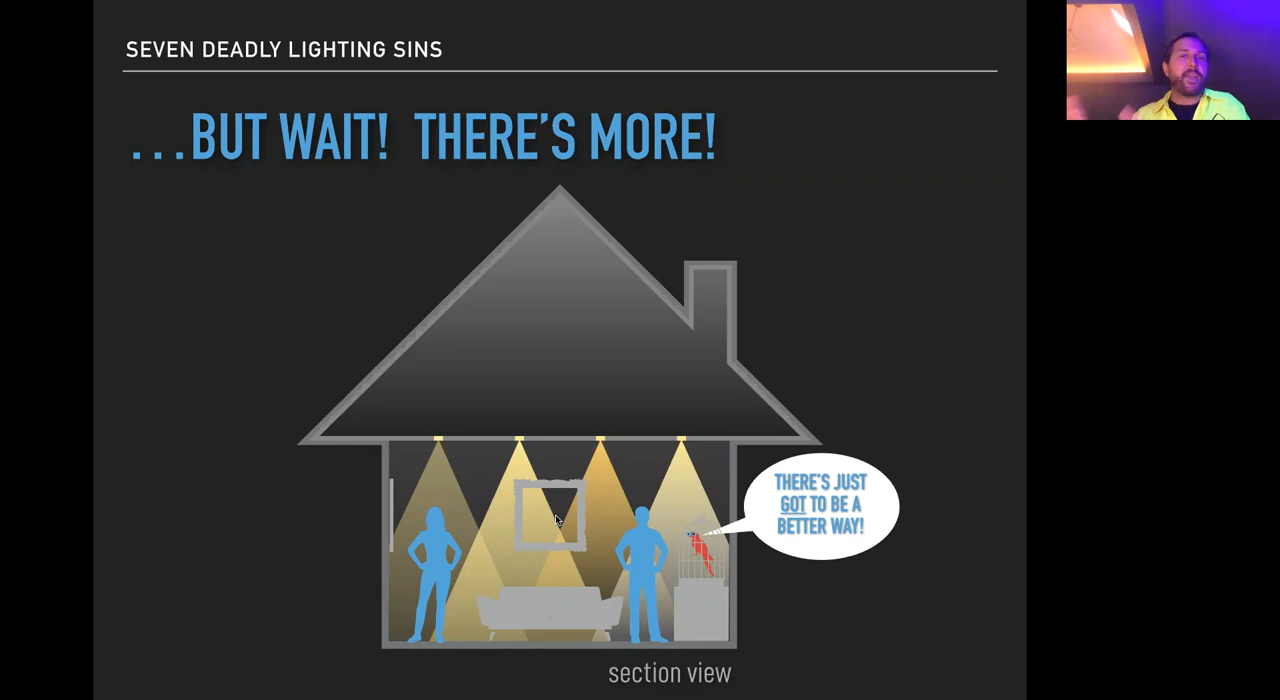 SEVEN DEADLY LIGHTING SINS
...BUT WAIT! THERE'S MORE!
THERE'S JUST
GOT TO BE A
BETTER WAY!
section view